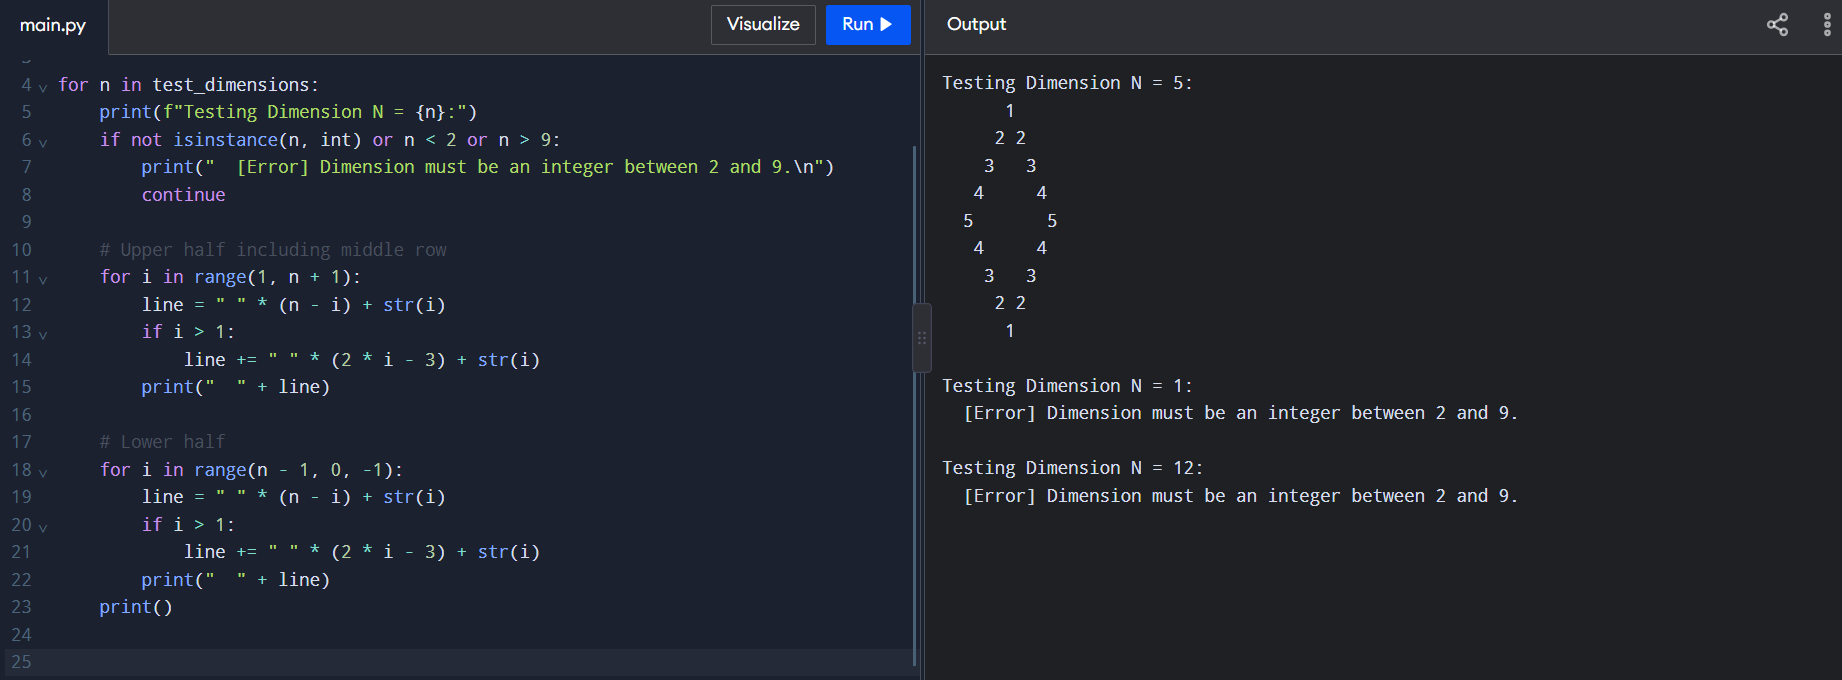 main.py
Visualize
Run
4 for n in test_dimensions:
5     print(f"Testing Dimension N = {n}:")
6     if not isinstance(n, int) or n < 2 or n > 9:
7         print("  [Error] Dimension must be an integer between 2 and 9.\n")
8         continue
9
10     # Upper half including middle row
11     for i in range(1, n + 1):
12         line = " " * (n - i) + str(i)
13         if i > 1:
14             line += " " * (2 * i - 3) + str(i)
15         print("  " + line)
16
17     # Lower half
18     for i in range(n - 1, 0, -1):
19         line = " " * (n - i) + str(i)
20         if i > 1:
21             line += " " * (2 * i - 3) + str(i)
22         print("  " + line)
23     print()
24
25
Output
Testing Dimension N = 5:
      1
     2 2
    3   3
   4     4
  5       5
   4     4
    3   3
     2 2
      1
Testing Dimension N = 1:
  [Error] Dimension must be an integer between 2 and 9.
Testing Dimension N = 12:
  [Error] Dimension must be an integer between 2 and 9.